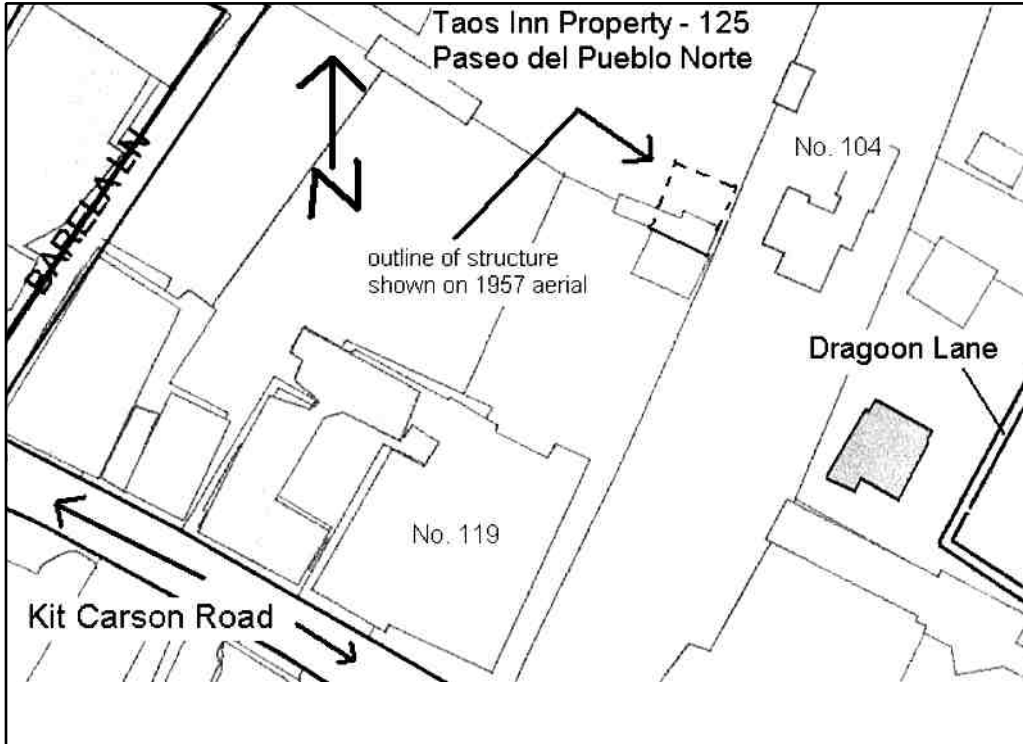 Taos Inn Property - 125
Paseo del Pueblo Norte
BARELA LN
N
No. 104
outline of structure
shown on 1957 aerial
Dragoon Lane
No. 119
Kit Carson Road